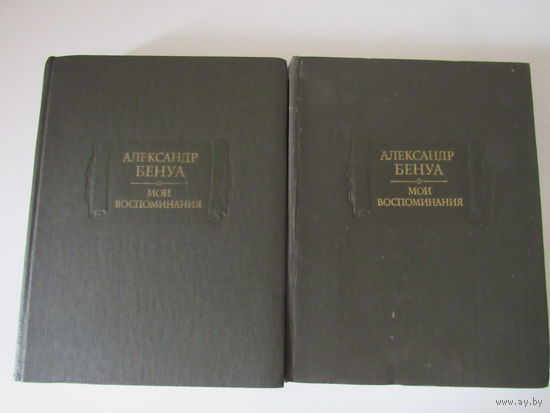 АЛЕКСАНДР
БЕНУА
МОИ
ВОСПОМИНАНИЯ
АЛЕКСАНДР
БЕНУА
МОИ
ВОСПОМИНАНИЯ
© www.ay.by